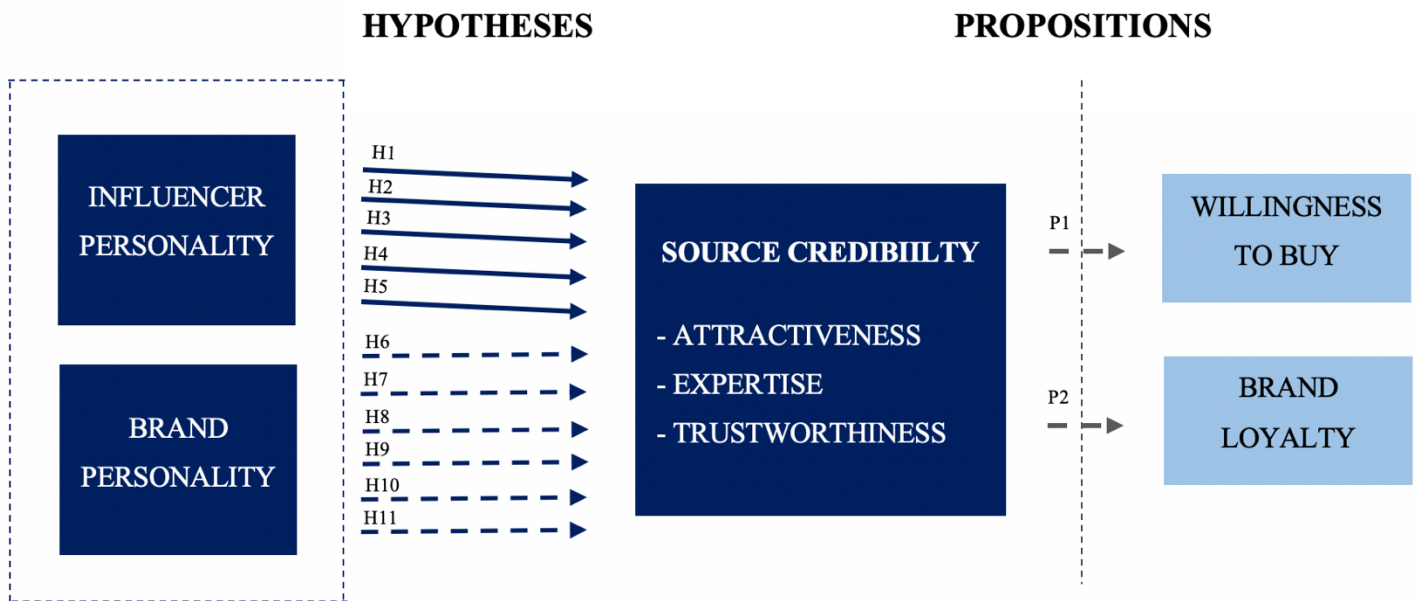 HYPOTHESES
PROPOSITIONS
INFLUENCER
PERSONALITY
BRAND
PERSONALITY
H1
H2
H3
H4
H5
H6
H7
H8
H9
H10
H11
SOURCE CREDIBIILTY
- ATTRACTIVENESS
- EXPERTISE
- TRUSTWORTHINESS
P1
P2
WILLINGNESS
TO BUY
BRAND
LOYALTY